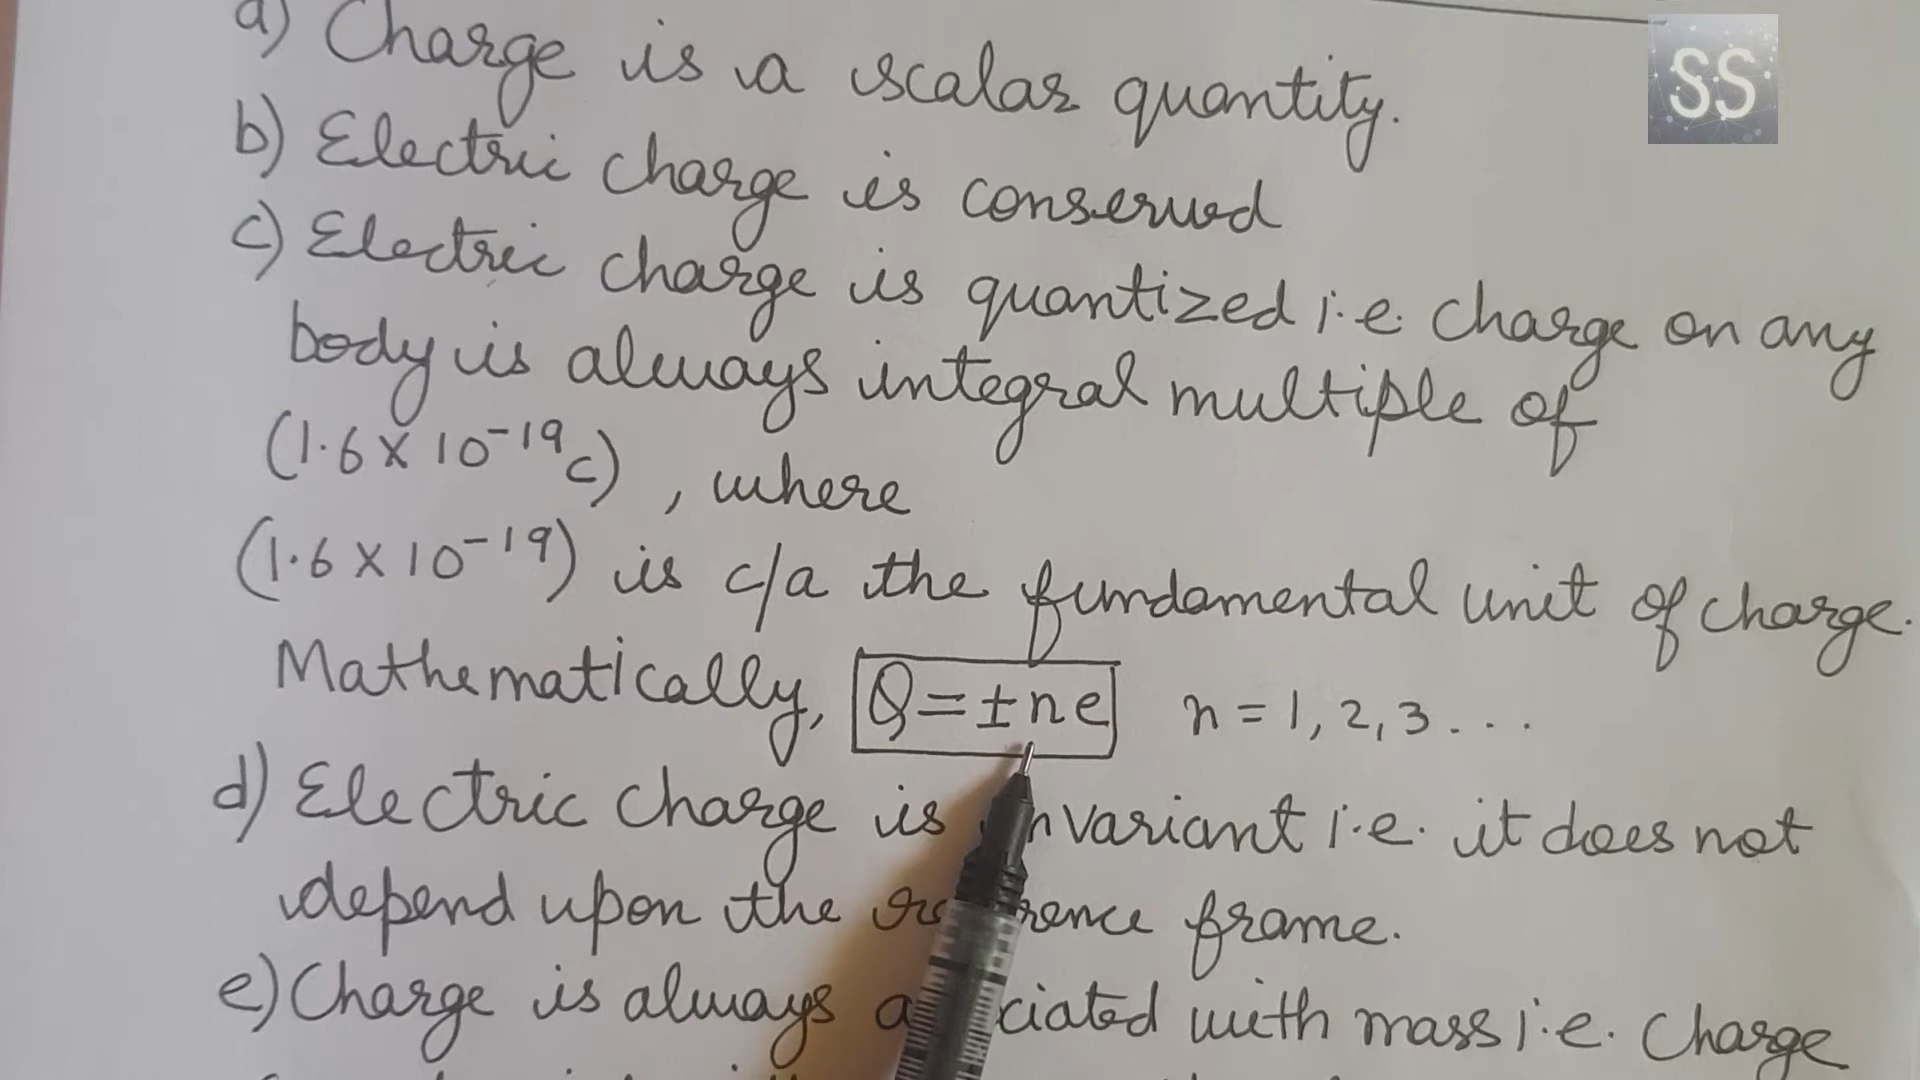 a) Charge is a scalar quantity.
SS
b) Electric charge is conserved
c) Electric charge is quantized i.e. charge on any
body is always integral multiple of
(1.6 × 10⁻¹⁹ c), where
(1.6 × 10⁻¹⁹) is c/a the fundamental unit of charge.
Mathematically, Q = ± n e n = 1, 2, 3 . . .
d) Electric charge is invariant i.e. it does not
depend upon the frame.
e) Charge is always with mass i.e. Charge